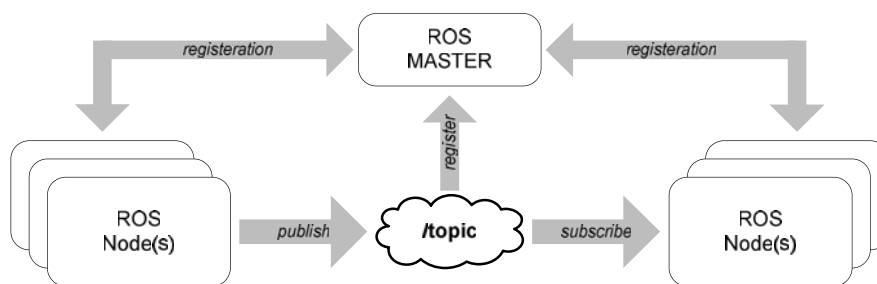 registeration
ROS
MASTER
registeration
register
ROS
Node(s)
publish
/topic
subscribe
ROS
Node(s)